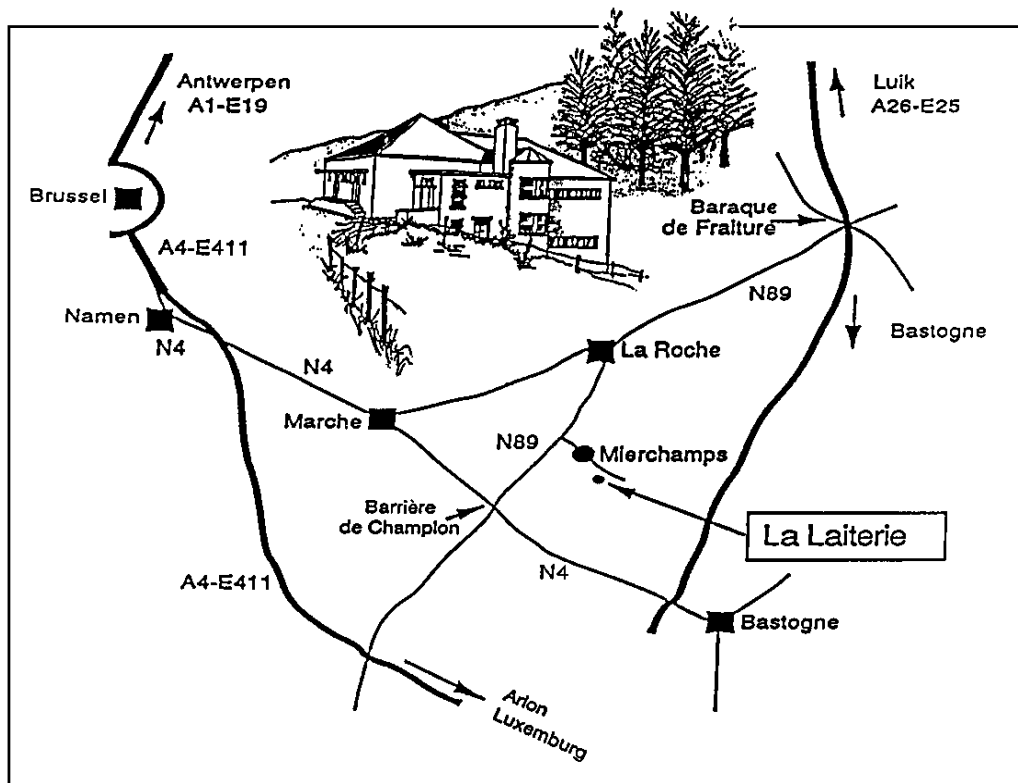 Antwerpen
A1-E19
Luik
A26-E25
Brussel
Baraque
de Fraiture
A4-E411
N89
Namen
Bastogne
N4
La Roche
N4
Marche
N89
Mierchamps
Barrière
de Champlon
La Laiterie
N4
A4-E411
Bastogne
Arlon
Luxemburg